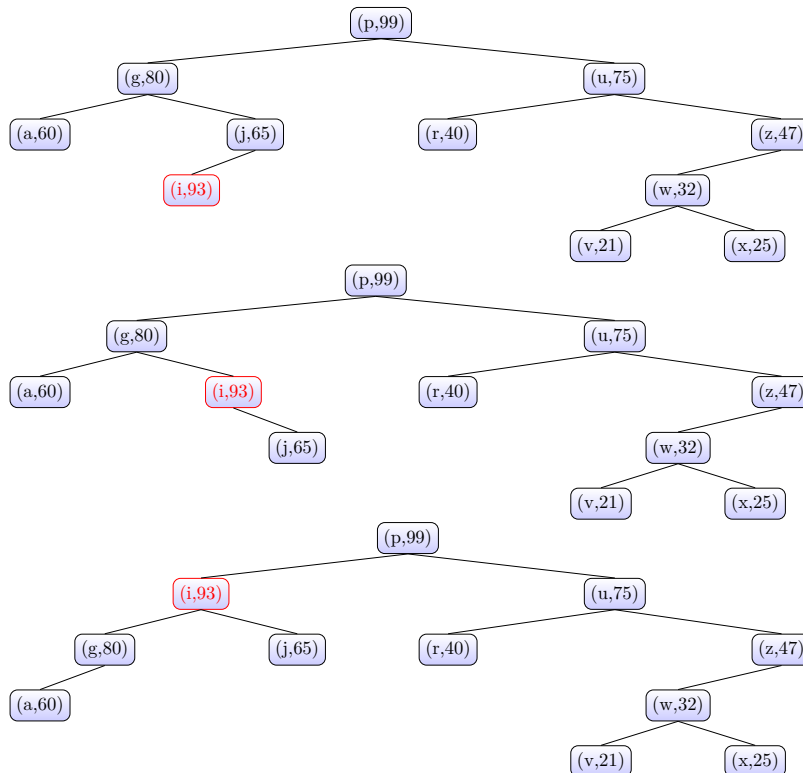 (p,99)
(g,80) (u,75)
(a,60) (j,65) (r,40) (z,47)
(i,93) (w,32)
(v,21) (x,25)
(p,99)
(g,80) (u,75)
(a,60) (i,93) (r,40) (z,47)
(j,65) (w,32)
(v,21) (x,25)
(p,99)
(i,93) (u,75)
(g,80) (j,65) (r,40) (z,47)
(a,60) (w,32)
(v,21) (x,25)